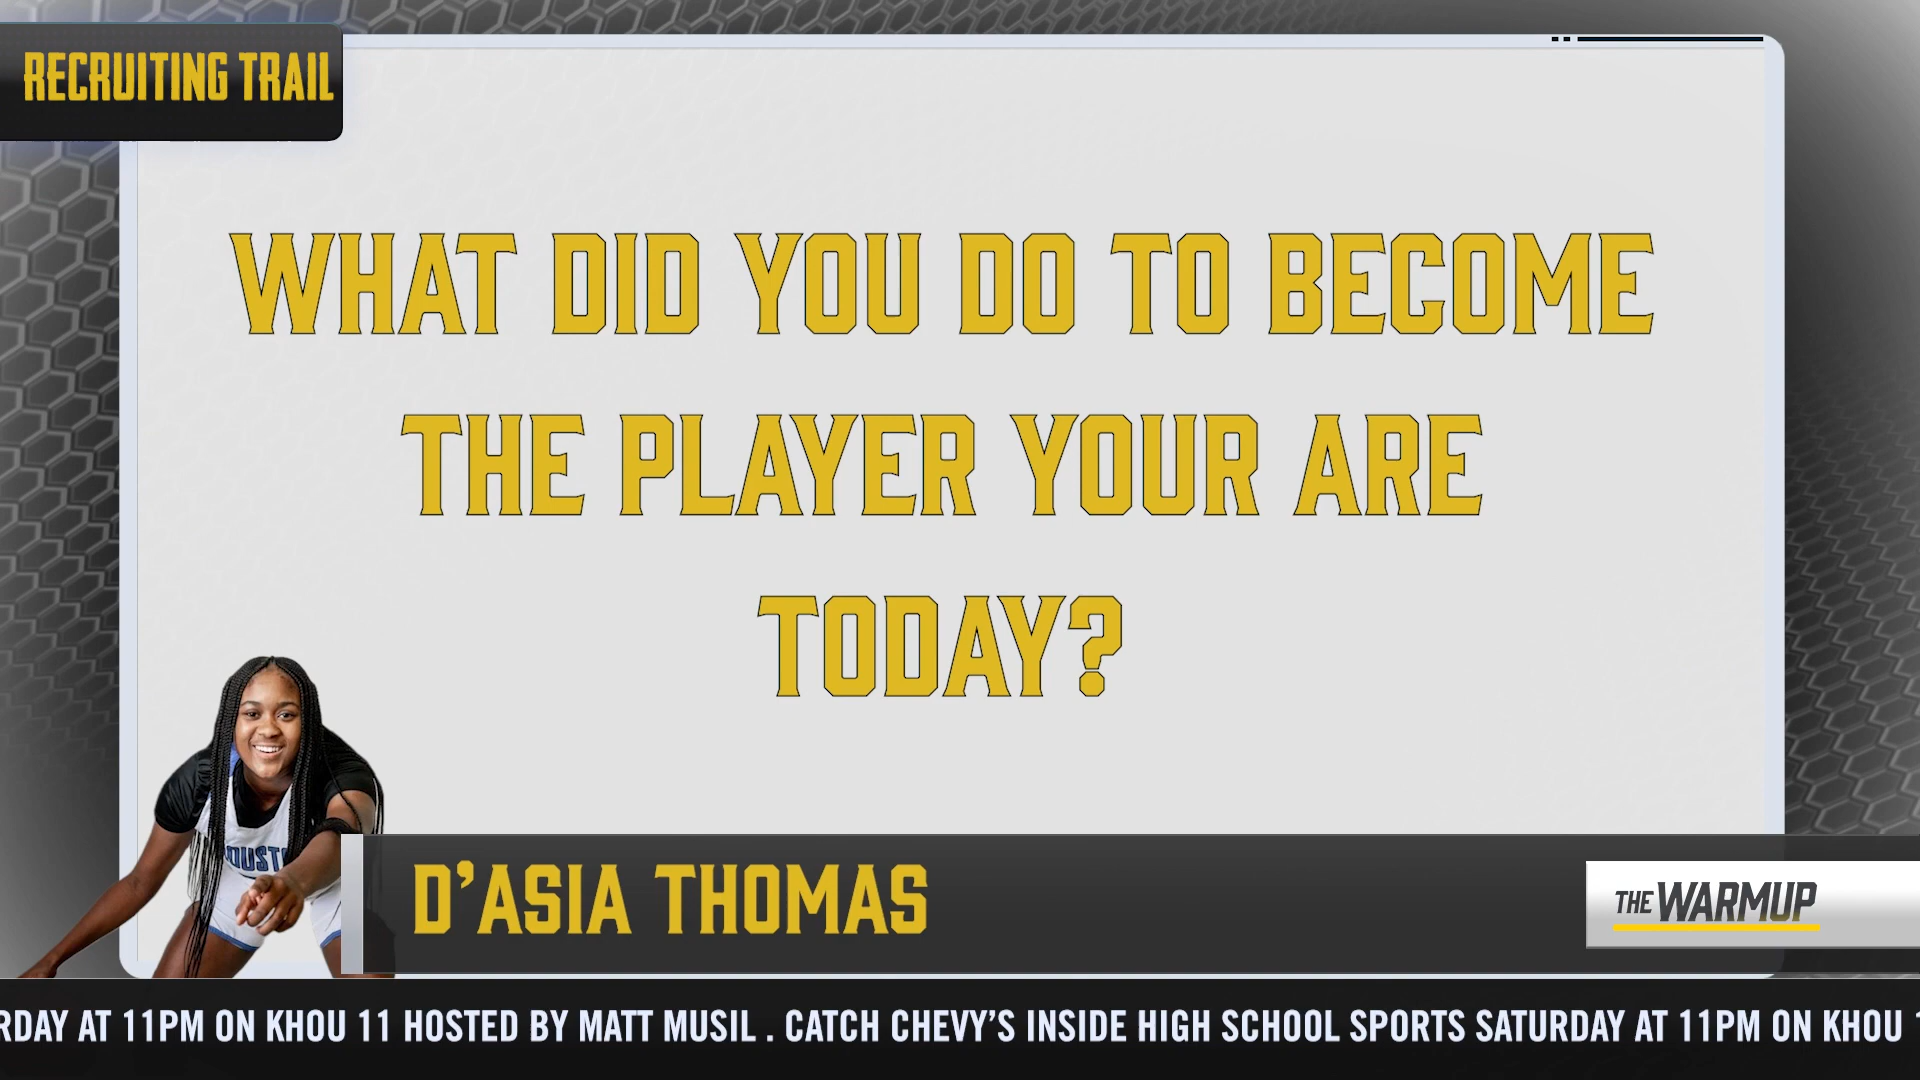 RECRUITING TRAIL
WHAT DID YOU DO TO BECOME
THE PLAYER YOUR ARE
TODAY?
D'ASIA THOMAS
THE WARMUP
RDAY AT 11PM ON KHOU 11 HOSTED BY MATT MUSIL . CATCH CHEVY'S INSIDE HIGH SCHOOL SPORTS SATURDAY AT 11PM ON KHOU